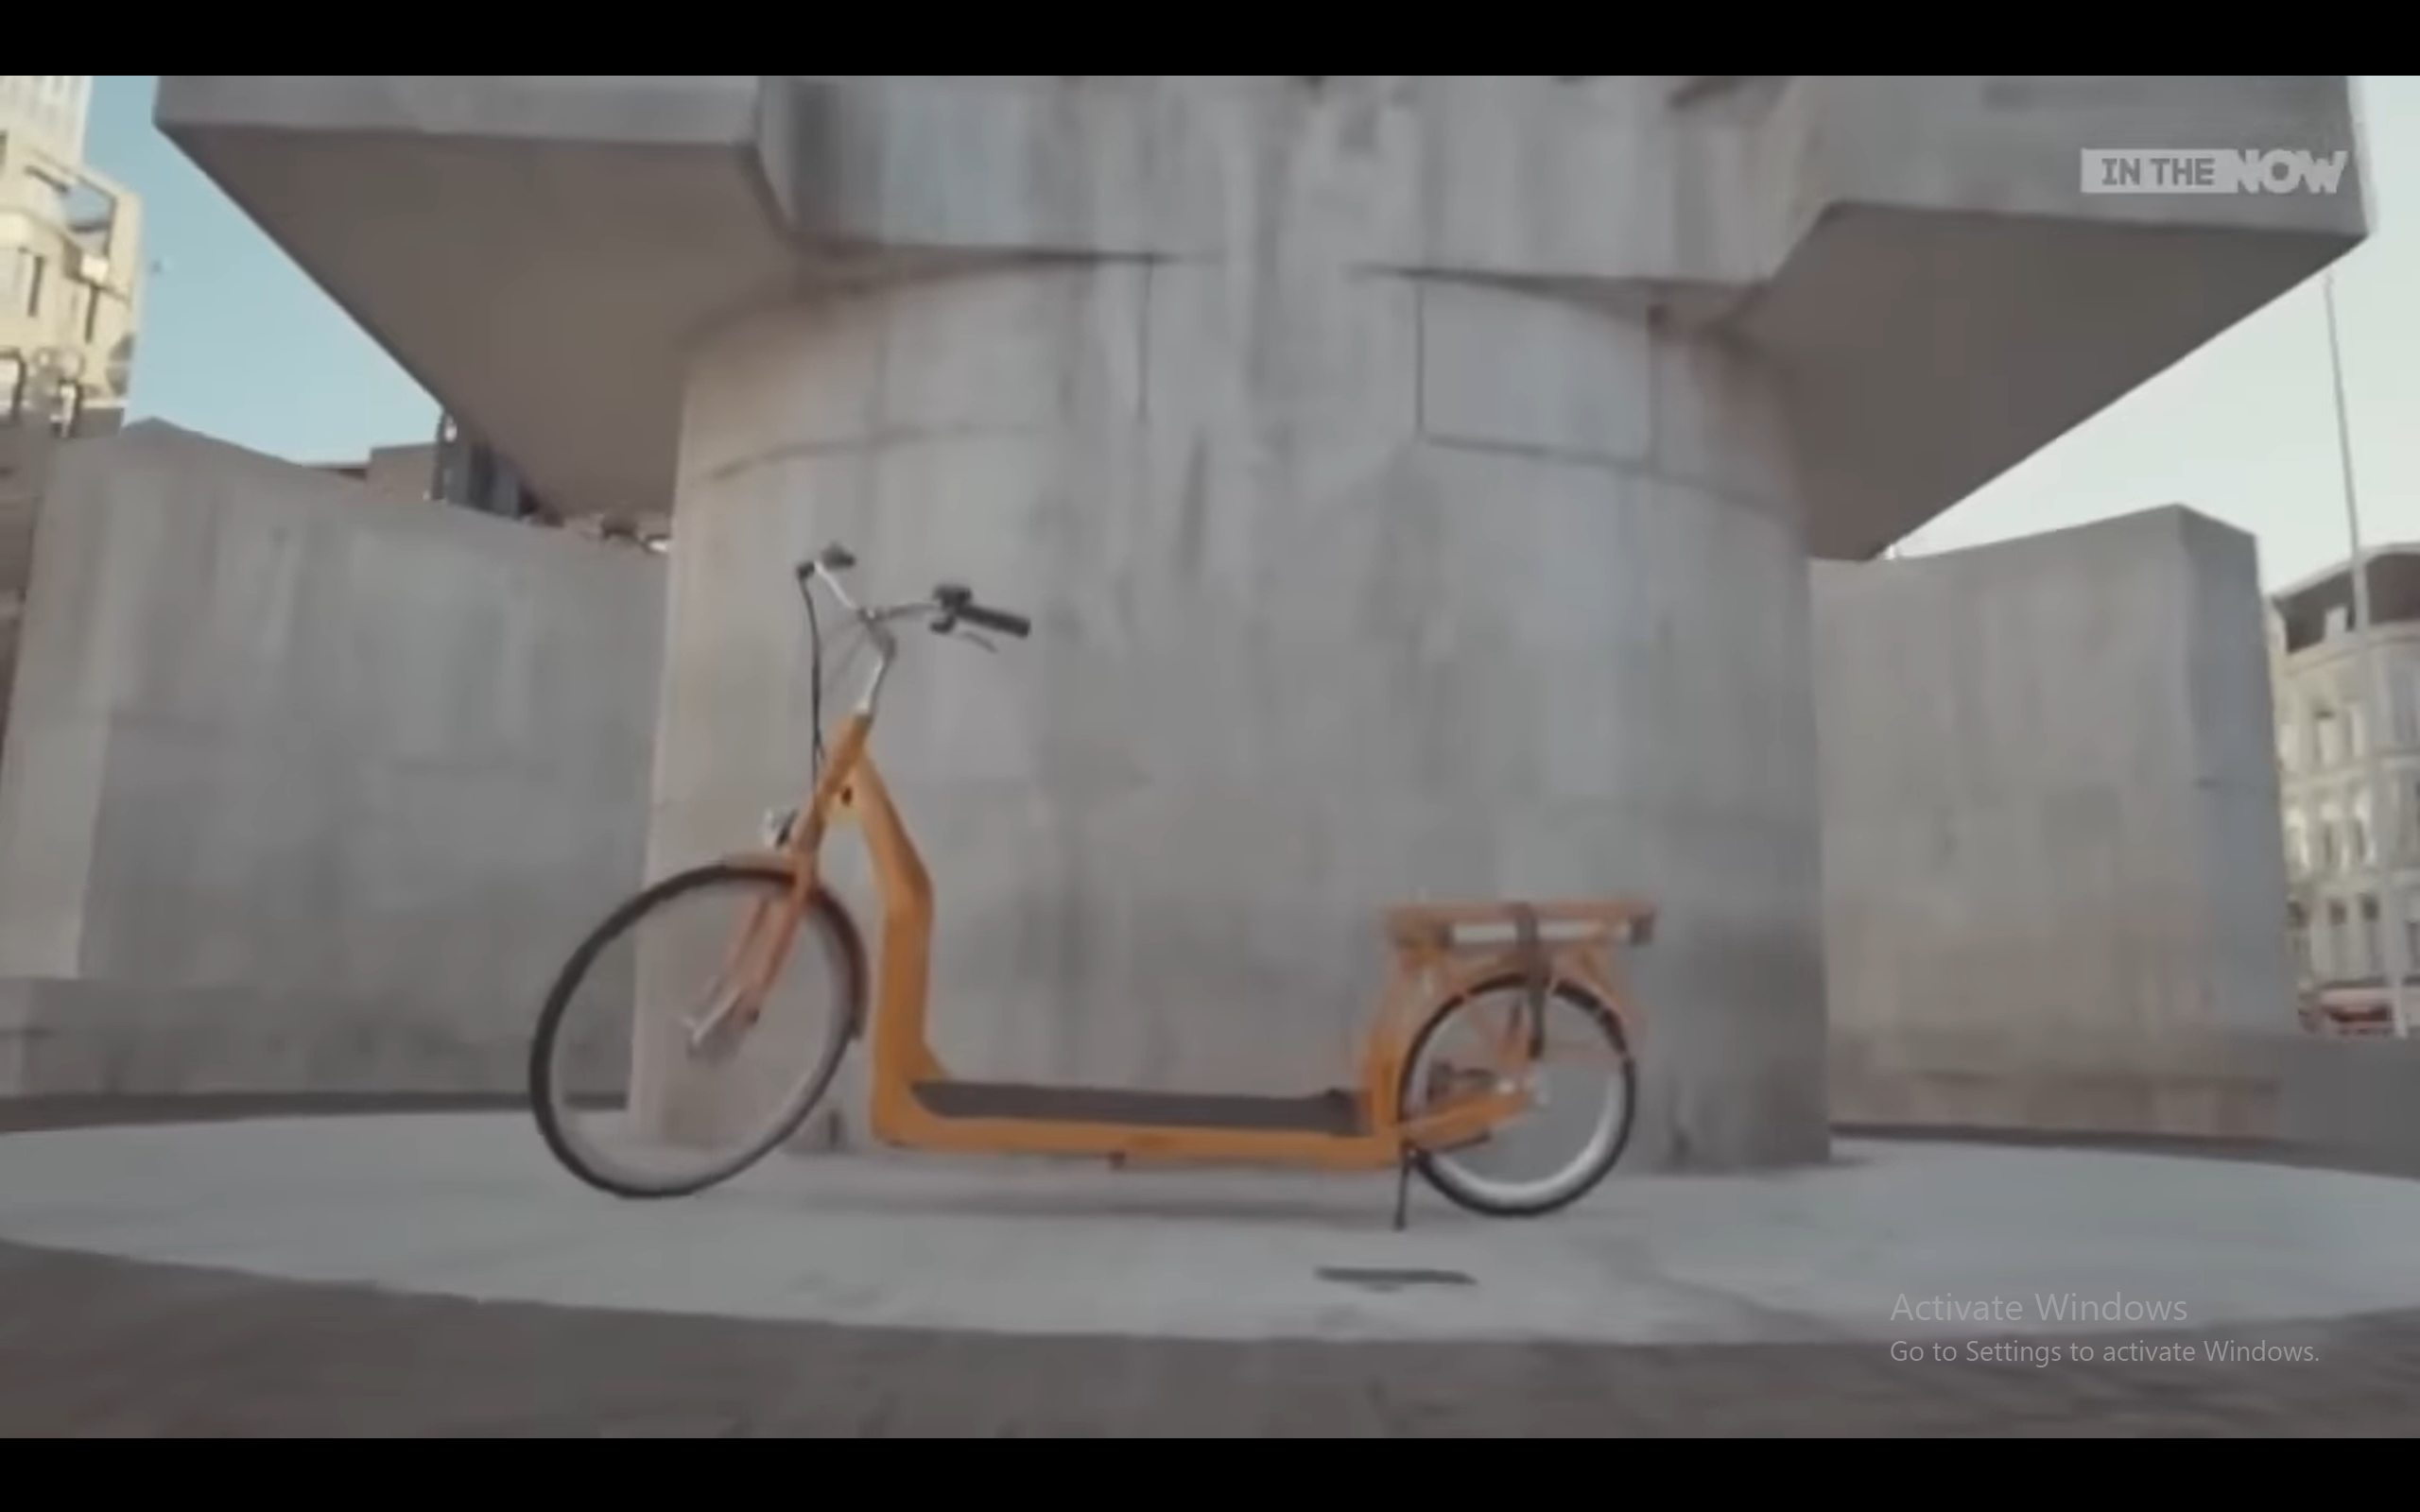 IN THE NOW
Activate Windows
Go to Settings to activate Windows.